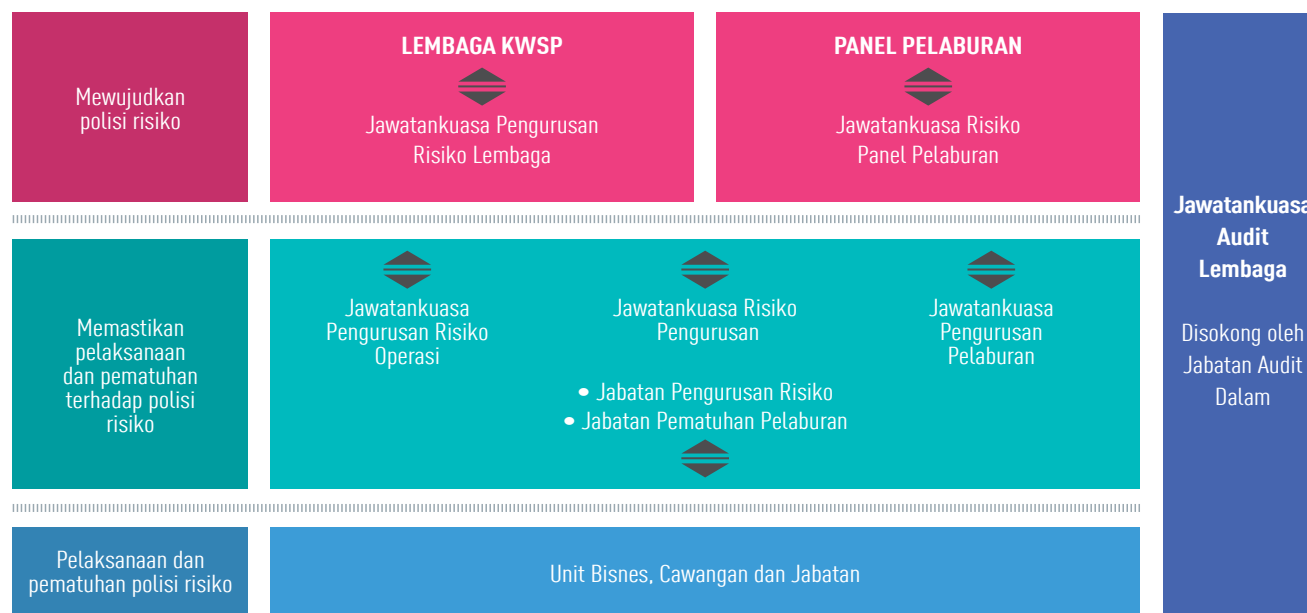 Mewujudkan
polisi risiko
LEMBAGA KWSP
Jawatankuasa Pengurusan
Risiko Lembaga
PANEL PELABURAN
Jawatankuasa Risiko
Panel Pelaburan
Memastikan
pelaksanaan
dan pematuhan
terhadap polisi
risiko
Jawatankuasa
Pengurusan Risiko
Operasi
Jawatankuasa Risiko
Pengurusan
Jawatankuasa
Pengurusan
Pelaburan
• Jabatan Pengurusan Risiko
• Jabatan Pematuhan Pelaburan
Pelaksanaan dan
pematuhan polisi risiko
Unit Bisnes, Cawangan dan Jabatan
Jawatankuasa
Audit
Lembaga
Disokong oleh
Jabatan Audit
Dalam